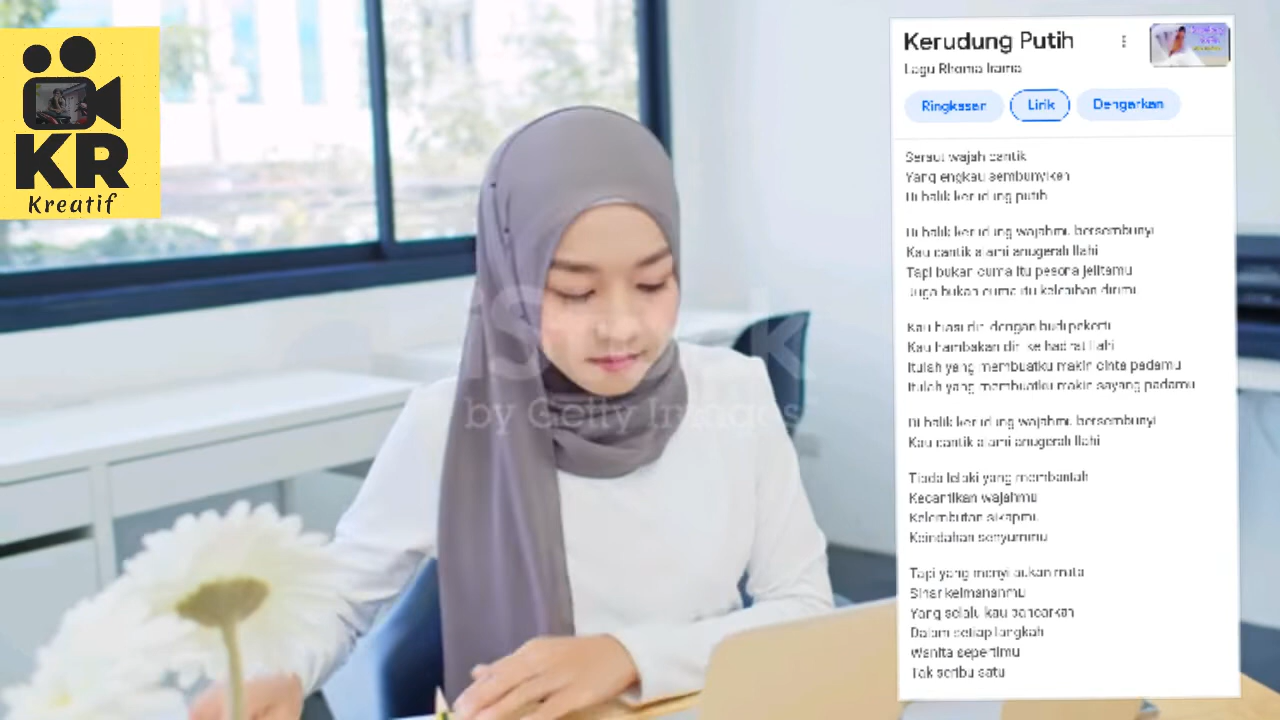 KR
Kreatif
Kerudung Putih
Lagu Rhoma Irama
Ringkasan
Lirik
Dengarkan
Seraut wajah cantik
Yang engkau sembunyikan
Di balik kerudung putih
Di balik kerudung wajahmu bersembunyi
Kau cantik alami anugerah Ilahi
Tapi bukan cuma itu pesona jelitamu
Juga bukan cuma itu kelebihan dirimu
Kau hiasi diri dengan budi pekerti
Kau hambakan diri ke hadirat Ilahi
Itulah yang membuatku makin cinta padamu
Itulah yang membuatku makin sayang padamu
Di balik kerudung wajahmu bersembunyi
Kau cantik alami anugerah Ilahi
Tiada lelaki yang membantah
Kecantikan wajahmu
Kelembutan sikapmu
Keindahan senyummu
Tapi yang menyilaukan mata
Sinar keimananmu
Yang selalu kau pancarkan
Dalam setiap langkah
Wanita sepertimu
Tak seribu satu
iStock
by Getty Images